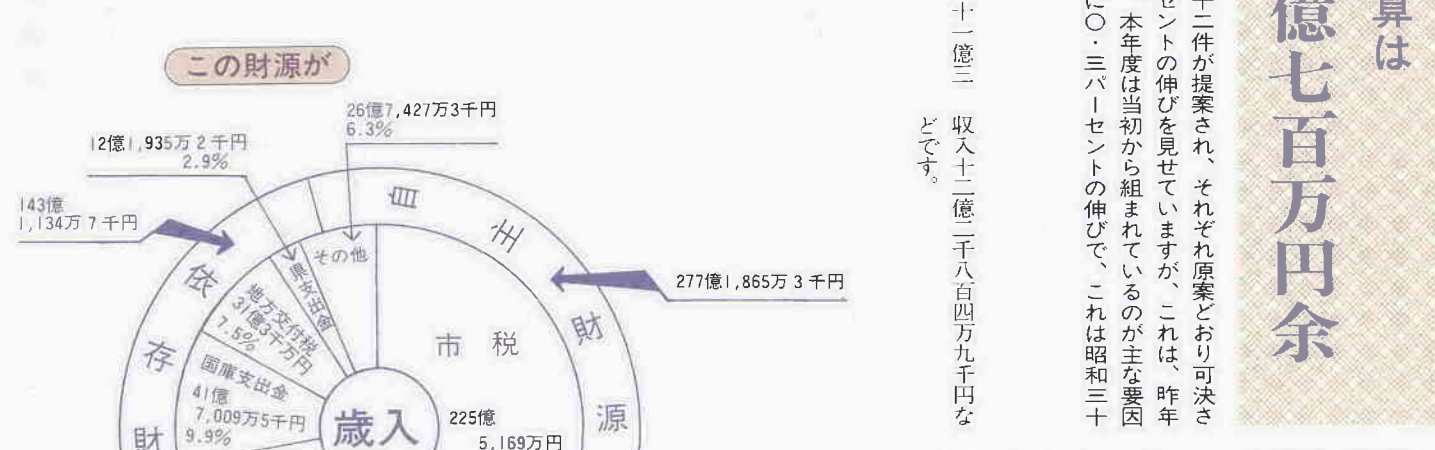 算は
億七百万円余
十二件が提案され、それぞれ原案どおり可決さ
セントの伸びを見せていますが、これは、昨年
本年度は当初から組まれているのが主な要因
に〇・三パーセントの伸びで、これは昭和三十
十一億三
収入十二億二千八百四万九千円な
どです。
この財源が
26億7,427万3千円
6.3%
12億1,935万2千円
2.9%
143億
1,134万7千円
277億1,865万3千円
自主財源
依存財
その他
県支出金
地方交付税
31億3千万円
7.5%
国庫支出金
41億
7,009万5千円
9.9%
市税
225億
5,169万円
歳入